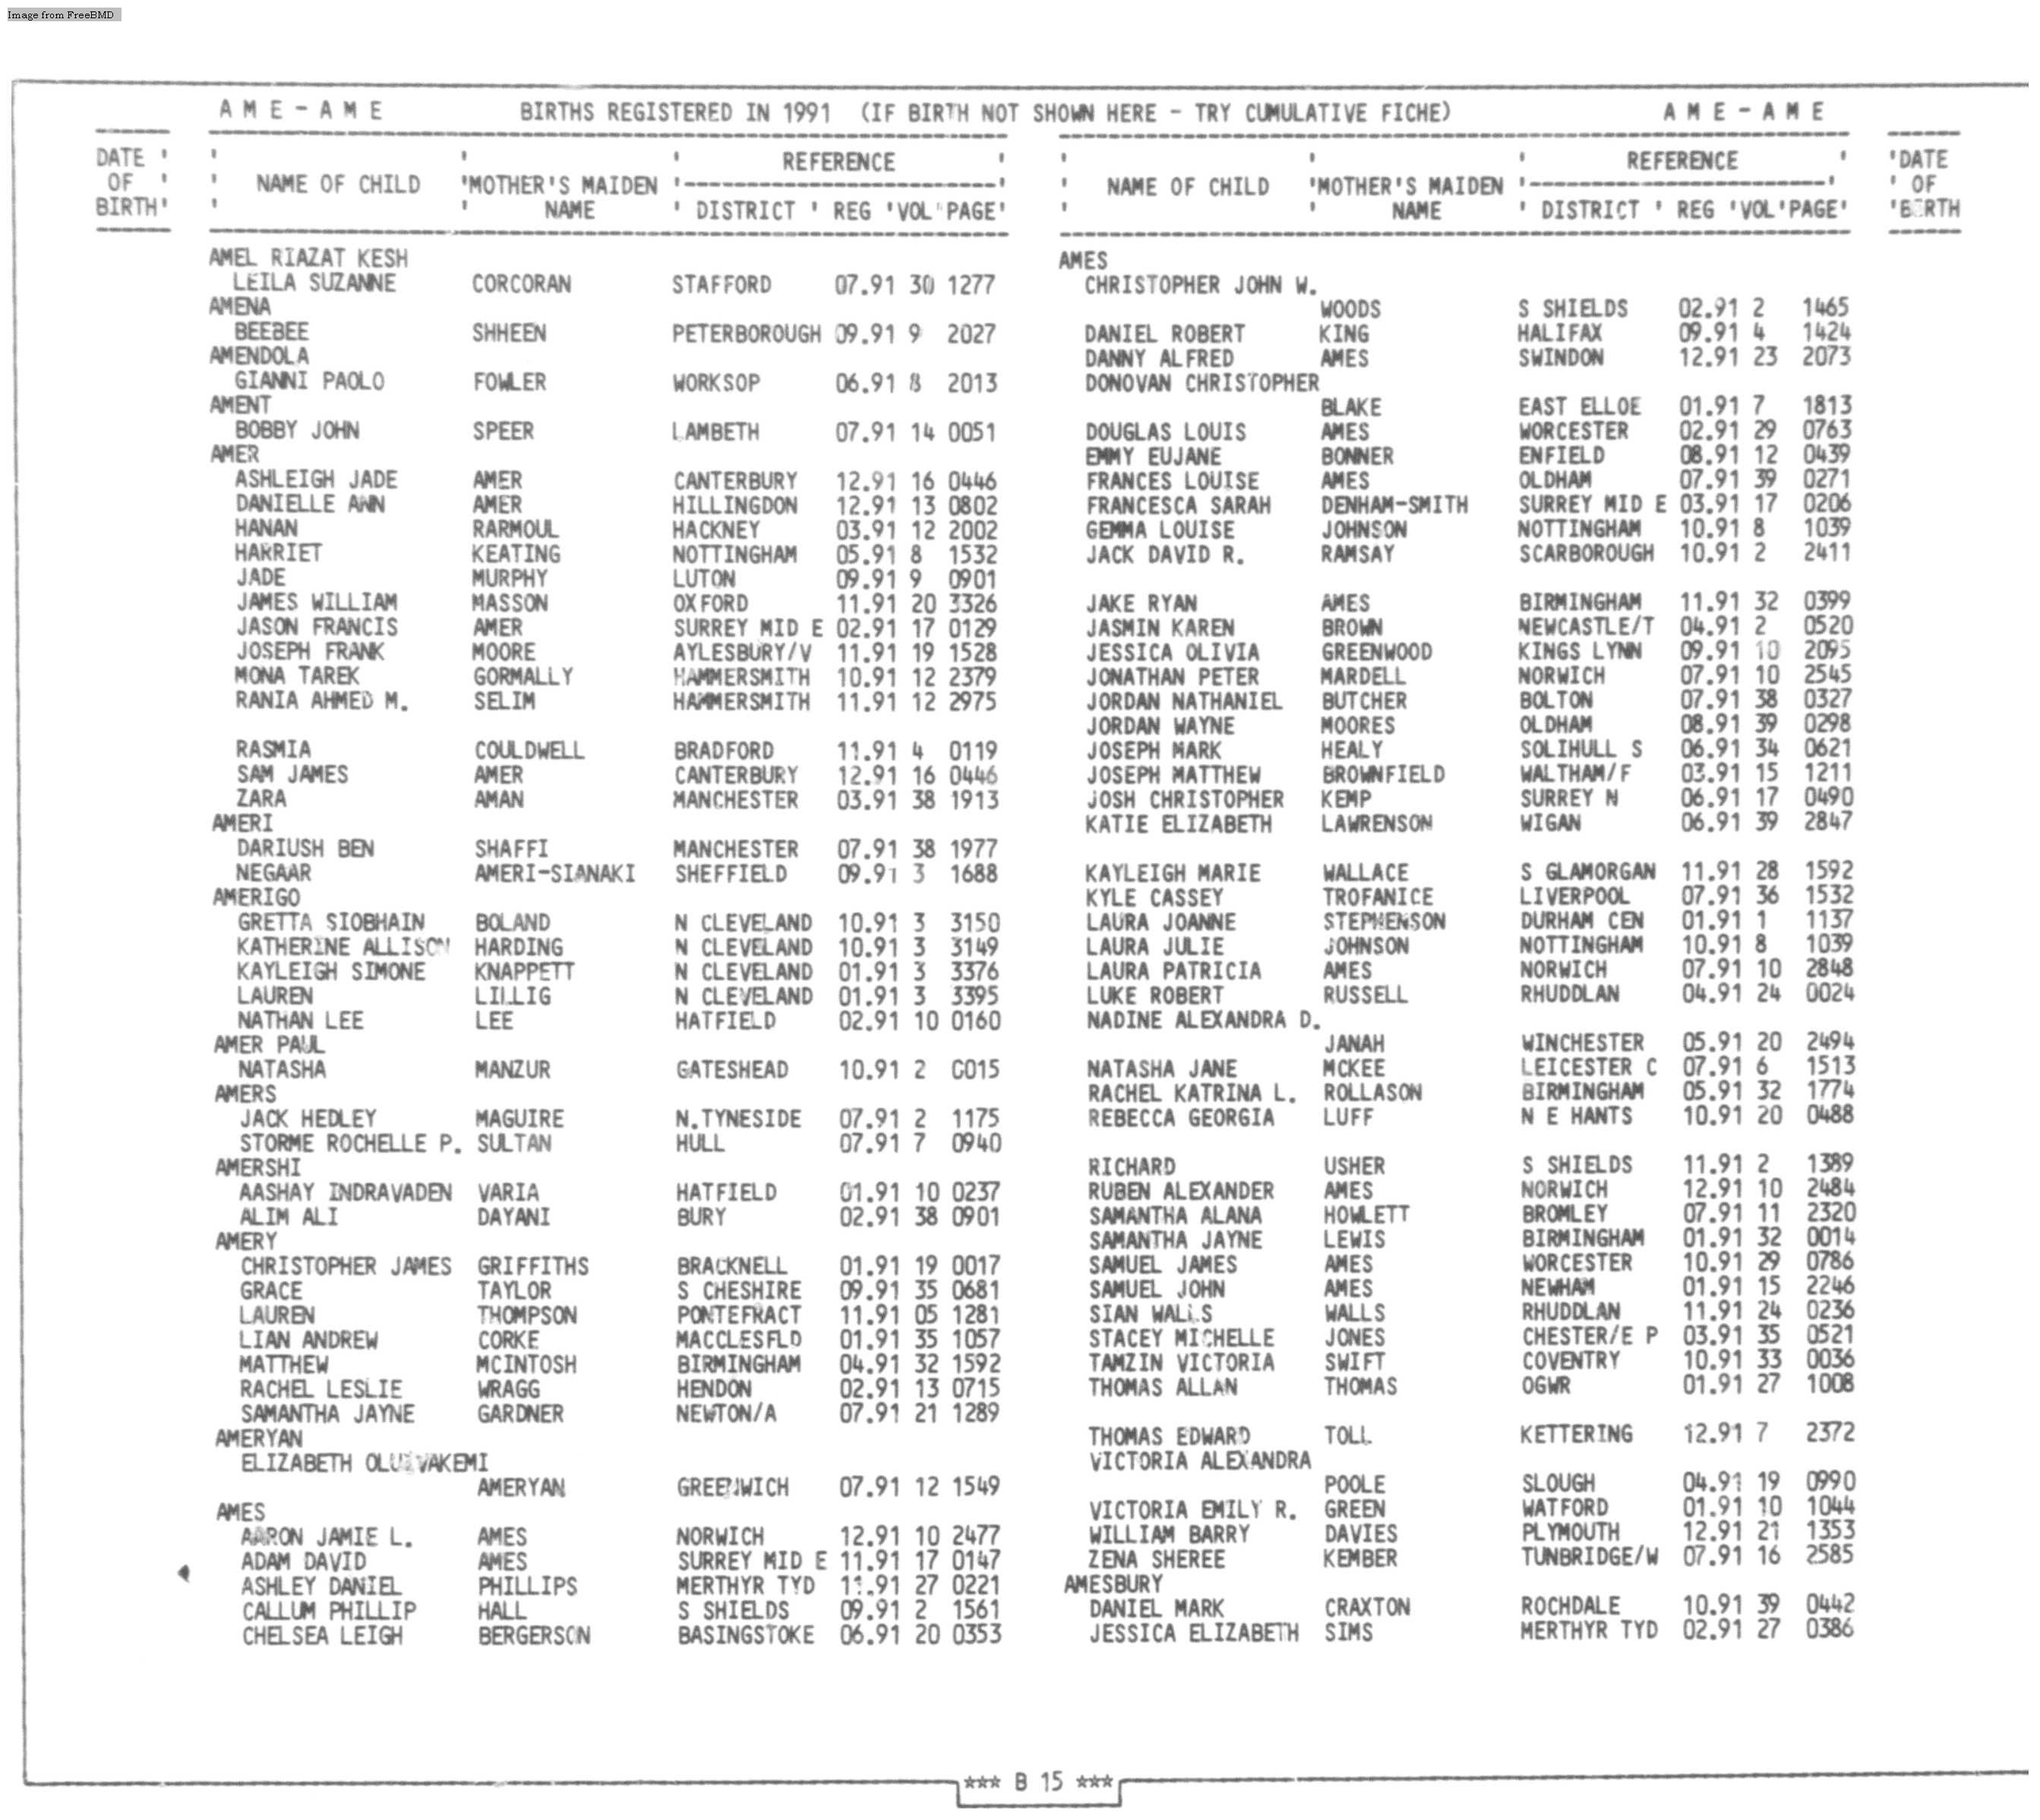 Image from FreeBMD
A M E - A M E BIRTHS REGISTERED IN 1991 (IF BIRTH NOT SHOWN HERE - TRY CUMULATIVE FICHE) A M E - A M E
DATE OF BIRTH
NAME OF CHILD MOTHER'S MAIDEN NAME REFERENCE DISTRICT REG VOL PAGE
AMEL RIAZAT KESH
LEILA SUZANNE CORCORAN STAFFORD 07.91 30 1277
AMENA
BEEBEE SHHEEN PETERBOROUGH 09.91 9 2027
AMENDOLA
GIANNI PAOLO FOWLER WORKSOP 06.91 8 2013
AMENT
BOBBY JOHN SPEER LAMBETH 07.91 14 0051
AMER
ASHLEIGH JADE AMER CANTERBURY 12.91 16 0446
DANIELLE ANN AMER HILLINGDON 12.91 13 0802
HANAN RARMOUL HACKNEY 03.91 12 2002
HARRIET KEATING NOTTINGHAM 05.91 8 1532
JADE MURPHY LUTON 09.91 9 0901
JAMES WILLIAM MASSON OXFORD 11.91 20 3326
JASON FRANCIS AMER SURREY MID E 02.91 17 0129
JOSEPH FRANK MOORE AYLESBURY/V 11.91 19 1528
MONA TAREK GORMALLY HAMMERSMITH 10.91 12 2379
RANIA AHMED M. SELIM HAMMERSMITH 11.91 12 2975
RASMIA COULDWELL BRADFORD 11.91 4 0119
SAM JAMES AMER CANTERBURY 12.91 16 0446
ZARA AMAN MANCHESTER 03.91 38 1913
AMERI
DARIUSH BEN SHAFFI MANCHESTER 07.91 38 1977
NEGAAR AMERI-SIANAKI SHEFFIELD 09.91 3 1688
AMERIGO
GRETTA SIOBHAIN BOLAND N CLEVELAND 10.91 3 3150
KATHERINE ALLISON HARDING N CLEVELAND 10.91 3 3149
KAYLEIGH SIMONE KNAPPETT N CLEVELAND 01.91 3 3376
LAUREN LILLIG N CLEVELAND 01.91 3 3395
NATHAN LEE LEE HATFIELD 02.91 10 0160
AMER PAUL
NATASHA MANZUR GATESHEAD 10.91 2 0015
AMERS
JACK HEDLEY MAGUIRE N.TYNESIDE 07.91 2 1175
STORME ROCHELLE P. SULTAN HULL 07.91 7 0940
AMERSHI
AASHAY INDRAVADEN VARIA HATFIELD 01.91 10 0237
ALIM ALI DAYANI BURY 02.91 38 0901
AMERY
CHRISTOPHER JAMES GRIFFITHS BRACKNELL 01.91 19 0017
GRACE TAYLOR S CHESHIRE 09.91 35 0681
LAUREN THOMPSON PONTEFRACT 11.91 05 1281
LIAN ANDREW CORKE MACCLESFLD 01.91 35 1057
MATTHEW MCINTOSH BIRMINGHAM 04.91 32 1592
RACHEL LESLIE WRAGG HENDON 02.91 13 0715
SAMANTHA JAYNE GARDNER NEWTON/A 07.91 21 1289
AMERYAN
ELIZABETH
AMERYAN GREENWICH 07.91 12 1549
AMES
AARON JAMIE L. AMES NORWICH 12.91 10 2477
ADAM DAVID AMES SURREY MID E 11.91 17 0147
ASHLEY DANIEL PHILLIPS MERTHYR TYD 11.91 27 0221
CALLUM PHILLIP HALL S SHIELDS 09.91 2 1561
CHELSEA LEIGH BERGERSON BASINGSTOKE 06.91 20 0353
NAME OF CHILD MOTHER'S MAIDEN NAME REFERENCE DISTRICT REG VOL PAGE
DATE OF BIRTH
AMES
CHRISTOPHER JOHN W.
WOODS S SHIELDS 02.91 2 1465
DANIEL ROBERT KING HALIFAX 09.91 4 1424
DANNY ALFRED AMES SWINDON 12.91 23 2073
DONOVAN CHRISTOPHER
BLAKE EAST ELLOE 01.91 7 1813
DOUGLAS LOUIS AMES WORCESTER 02.91 29 0763
EMMY EUJANE BONNER ENFIELD 08.91 12 0439
FRANCES LOUISE AMES OLDHAM 07.91 39 0271
FRANCESCA SARAH DENHAM-SMITH SURREY MID E 03.91 17 0206
GEMMA LOUISE JOHNSON NOTTINGHAM 10.91 8 1039
JACK DAVID R. RAMSAY SCARBOROUGH 10.91 2 2411
JAKE RYAN AMES BIRMINGHAM 11.91 32 0399
JASMIN KAREN BROWN NEWCASTLE/T 04.91 2 0520
JESSICA OLIVIA GREENWOOD KINGS LYNN 09.91 10 2095
JONATHAN PETER MARDELL NORWICH 07.91 10 2545
JORDAN NATHANIEL BUTCHER BOLTON 07.91 38 0327
JORDAN WAYNE MOORES OLDHAM 08.91 39 0298
JOSEPH MARK HEALY SOLIHULL S 06.91 34 0621
JOSEPH MATTHEW BROWNFIELD WALTHAM/F 03.91 15 1211
JOSH CHRISTOPHER KEMP SURREY N 06.91 17 0490
KATIE ELIZABETH LAWRENSON WIGAN 06.91 39 2847
KAYLEIGH MARIE WALLACE S GLAMORGAN 11.91 28 1592
KYLE CASSEY TROFANICE LIVERPOOL 07.91 36 1532
LAURA JOANNE STEPHENSON DURHAM CEN 01.91 1 1137
LAURA JULIE JOHNSON NOTTINGHAM 10.91 8 1039
LAURA PATRICIA AMES NORWICH 07.91 10 2848
LUKE ROBERT RUSSELL RHUDDLAN 04.91 24 0024
NADINE ALEXANDRA D.
JANAH WINCHESTER 05.91 20 2494
NATASHA JANE MCKEE LEICESTER C 07.91 6 1513
RACHEL KATRINA L. ROLLASON BIRMINGHAM 05.91 32 1774
REBECCA GEORGIA LUFF N E HANTS 10.91 20 0488
RICHARD USHER S SHIELDS 11.91 2 1389
RUBEN ALEXANDER AMES NORWICH 12.91 10 2484
SAMANTHA ALANA HOWLETT BROMLEY 07.91 11 2320
SAMANTHA JAYNE LEWIS BIRMINGHAM 01.91 32 0014
SAMUEL JAMES AMES WORCESTER 10.91 29 0786
SAMUEL JOHN AMES NEWHAM 01.91 15 2246
SIAN WALLS WALLS RHUDDLAN 11.91 24 0236
STACEY MICHELLE JONES CHESTER/E P 03.91 35 0521
TAMZIN VICTORIA SWIFT COVENTRY 10.91 33 0036
THOMAS ALLAN THOMAS OGWR 01.91 27 1008
THOMAS EDWARD TOLL KETTERING 12.91 7 2372
VICTORIA ALEXANDRA
POOLE SLOUGH 04.91 19 0990
VICTORIA EMILY R. GREEN WATFORD 01.91 10 1044
WILLIAM BARRY DAVIES PLYMOUTH 12.91 21 1353
ZENA SHEREE KEMBER TUNBRIDGE/W 07.91 16 2585
AMESBURY
DANIEL MARK CRAXTON ROCHDALE 10.91 39 0442
JESSICA ELIZABETH SIMS MERTHYR TYD 02.91 27 0386
*** B 15 ***